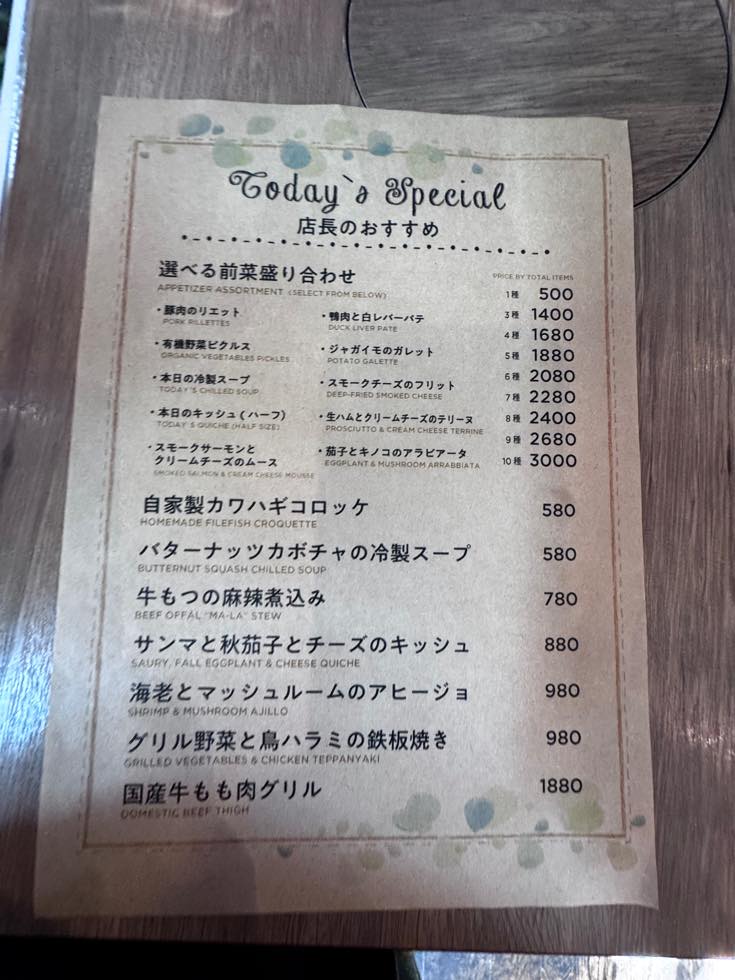 Today`s Special
店長のおすすめ
選べる前菜盛り合わせ
APPETIZER ASSORTMENT (SELECT FROM BELOW)
PRICE BY TOTAL ITEMS
1種 500
3種 1400
4種 1680
5種 1880
6種 2080
7種 2280
8種 2400
9種 2680
10種 3000
・豚肉のリエット
PORK RILLETTES
・有機野菜ピクルス
ORGANIC VEGETABLES PICKLES
・本日の冷製スープ
TODAY`S CHILLED SOUP
・本日のキッシュ(ハーフ)
TODAY`S QUICHE (HALF SIZE)
・スモークサーモンと
クリームチーズのムース
SMOKED SALMON & CREAM CHEESE MOUSSE
・鴨肉と白レバーパテ
DUCK LIVER PATE
・ジャガイモのガレット
POTATO GALETTE
・スモークチーズのフリット
DEEP-FRIED SMOKED CHEESE
・生ハムとクリームチーズのテリーヌ
PROSCIUTTO & CREAM CHEESE TERRINE
・茄子とキノコのアラビアータ
EGGPLANT & MUSHROOM ARRABBIATA
自家製カワハギコロッケ 580
HOMEMADE FILEFISH CROQUETTE
バターナッツカボチャの冷製スープ 580
BUTTERNUT SQUASH CHILLED SOUP
牛もつの麻辣煮込み 780
BEEF OFFAL "MA-LA" STEW
サンマと秋茄子とチーズのキッシュ 880
SAURY, FALL EGGPLANT & CHEESE QUICHE
海老とマッシュルームのアヒージョ 980
SHRIMP & MUSHROOM AJILLO
グリル野菜と鳥ハラミの鉄板焼き 980
GRILLED VEGETABLES & CHICKEN TEPPANYAKI
国産牛もも肉グリル 1880
DOMESTIC BEEF THIGH